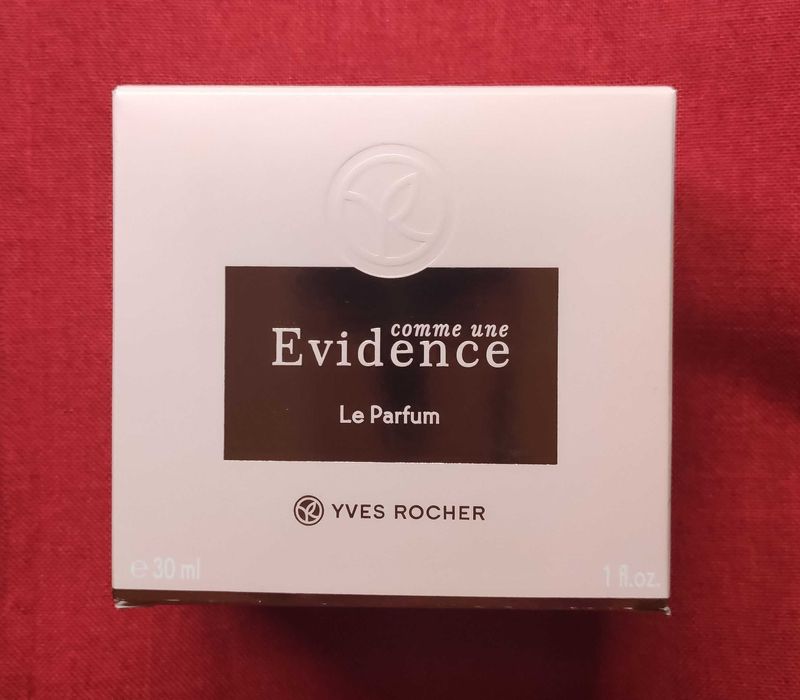 comme une
Evidence
Le Parfum
YVES ROCHER
℮ 30 ml
1 fl.oz.